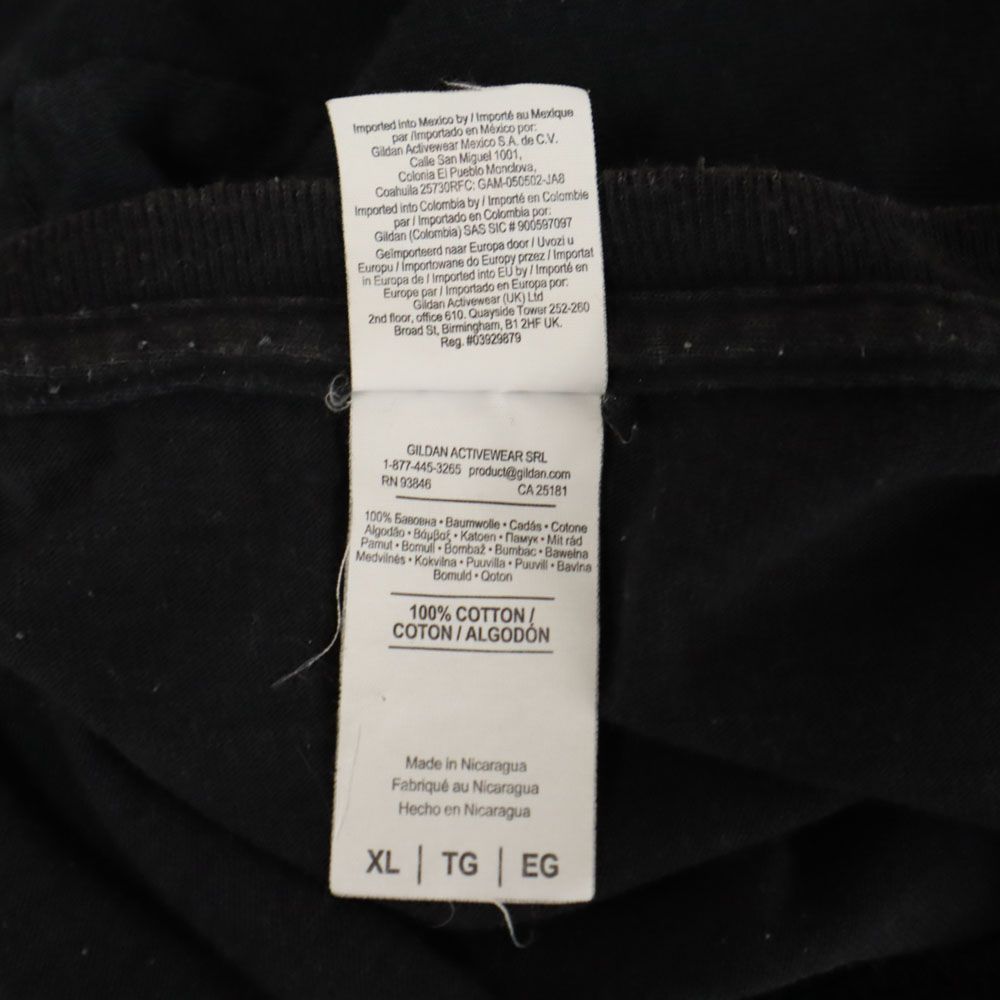 Imported into Mexico by / Importé au Mexique
par /Importado en México por:
Gildan Activewear Mexico S.A. de C.V.
Calle San Miguel 1001,
Colonia El Pueblo Monclova,
Coahuila 25730RFC: GAM-050502-JA8
Imported into Colombia by / Importé en Colombie
par / Importado en Colombia por:
Gildan (Colombia) SAS SIC # 900597097
Geïmporteerd naar Europa door / Uvozi u
Europu / Importowane do Europy przez / Importat
in Europa de / Imported into EU by / Importé en
Europe par / Importado en Europa por:
Gildan Activewear (UK) Ltd
2nd floor, office 610. Quayside Tower 252-260
Broad St, Birmingham, B1 2HF UK.
Reg. #03929879
GILDAN ACTIVEWEAR SRL
1-877-445-3265 product@gildan.com
RN 93846 CA 25181
100% Бавовна • Baumwolle • Cadás • Cotone
Algodão • Βάμβαξ • Katoen • Памук • Mit rád
Pamut • Bomull • Bombaž • Bumbac • Bawełna
Medvilnės • Kokvilna • Puuvilla • Puuvill • Bavlna
Bomuld • Qoton
100% COTTON /
COTON / ALGODÓN
Made in Nicaragua
Fabriqué au Nicaragua
Hecho en Nicaragua
XL | TG | EG